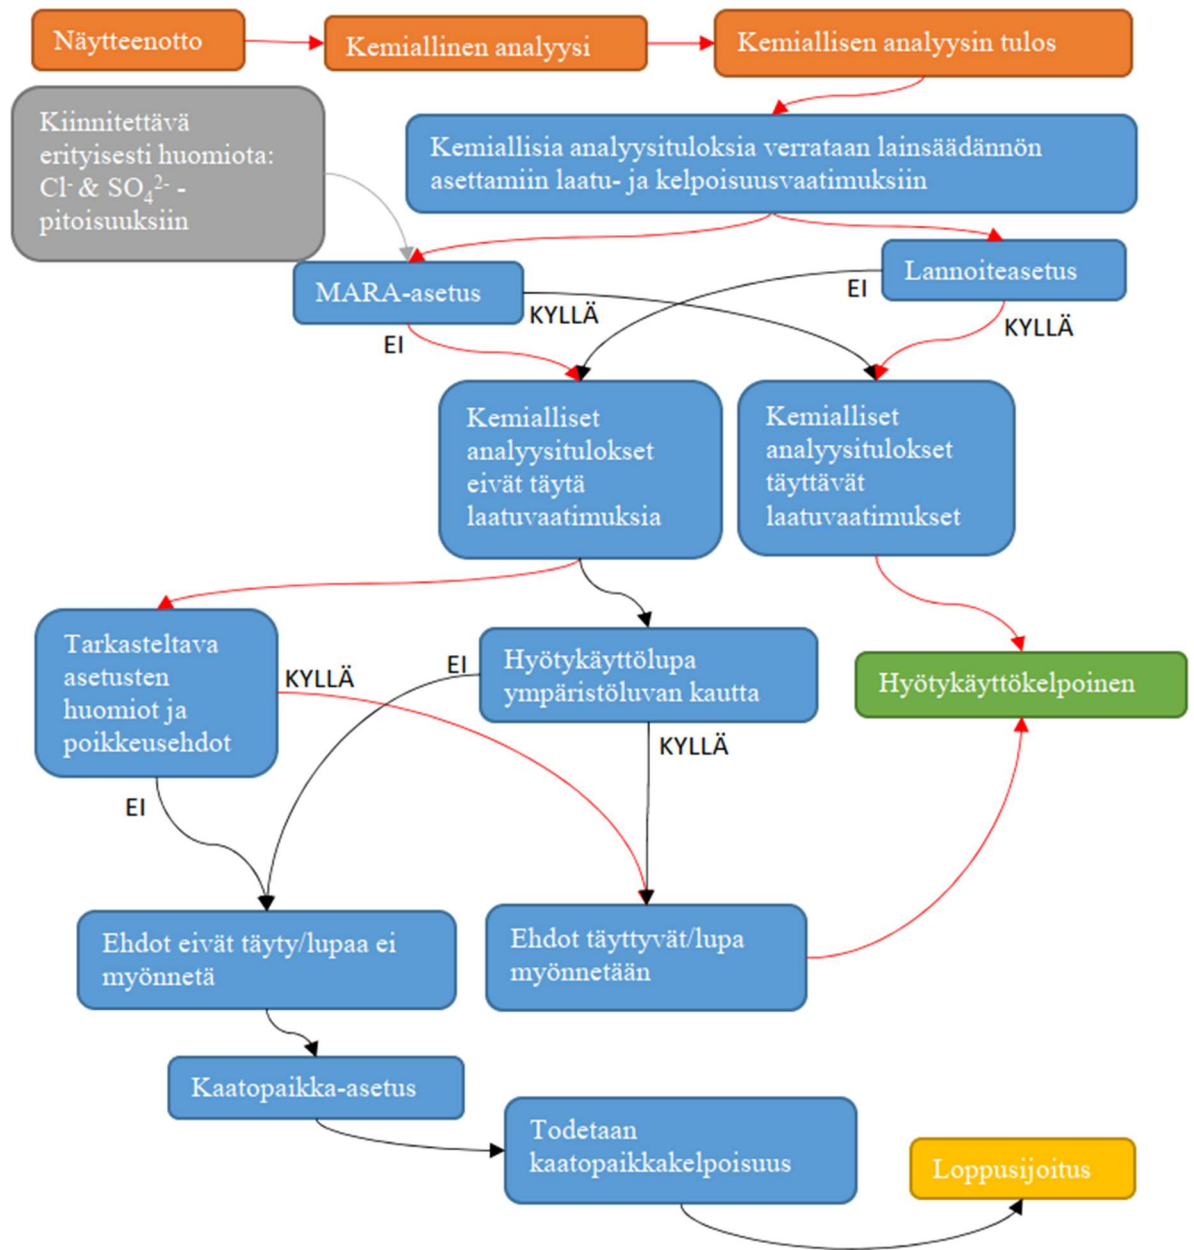 Näytteenotto
Kemiallinen analyysi
Kemiallisen analyysin tulos
Kiinnitettävä
erityisesti huomiota:
Cl⁻ & SO₄²⁻ -
pitoisuuksiin
Kemiallisia analyysituloksia verrataan lainsäädännön
asettamiin laatu- ja kelpoisuusvaatimuksiin
MARA-asetus
Lannoiteasetus
EI
KYLLÄ
EI
KYLLÄ
Kemialliset
analyysitulokset
eivät täytä
laatuvaatimuksia
Kemialliset
analyysitulokset
täyttävät
laatuvaatimukset
Tarkasteltava
asetusten
huomiot ja
poikkeusehdot
KYLLÄ
EI
Hyötykäyttölupa
ympäristöluvan kautta
EI
KYLLÄ
Hyötykäyttökelpoinen
Ehdot eivät täyty/lupaa ei
myönnetä
Ehdot täyttyvät/lupa
myönnetään
Kaatopaikka-asetus
Todetaan
kaatopaikkakelpoisuus
Loppusijoitus